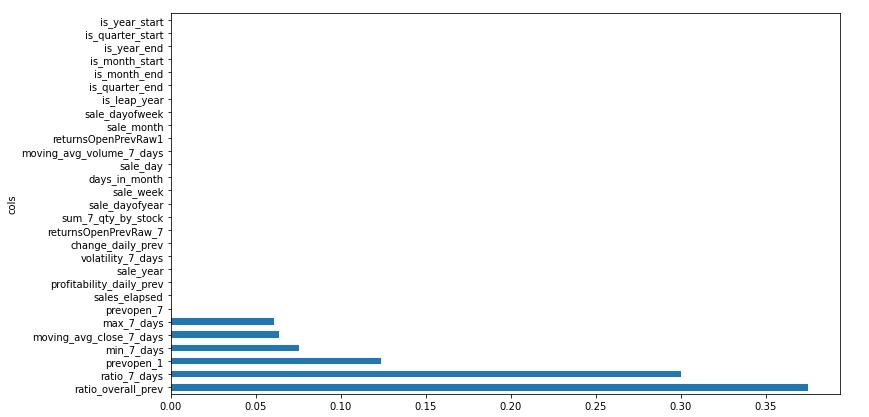 is_year_start
is_quarter_start
is_year_end
is_month_start
is_month_end
is_quarter_end
is_leap_year
sale_dayofweek
sale_month
returnsOpenPrevRaw1
moving_avg_volume_7_days
sale_day
days_in_month
sale_week
sale_dayofyear
sum_7_qty_by_stock
returnsOpenPrevRaw_7
change_daily_prev
volatility_7_days
sale_year
profitability_daily_prev
sales_elapsed
prevopen_7
max_7_days
moving_avg_close_7_days
min_7_days
prevopen_1
ratio_7_days
ratio_overall_prev
cols
0.00 0.05 0.10 0.15 0.20 0.25 0.30 0.35